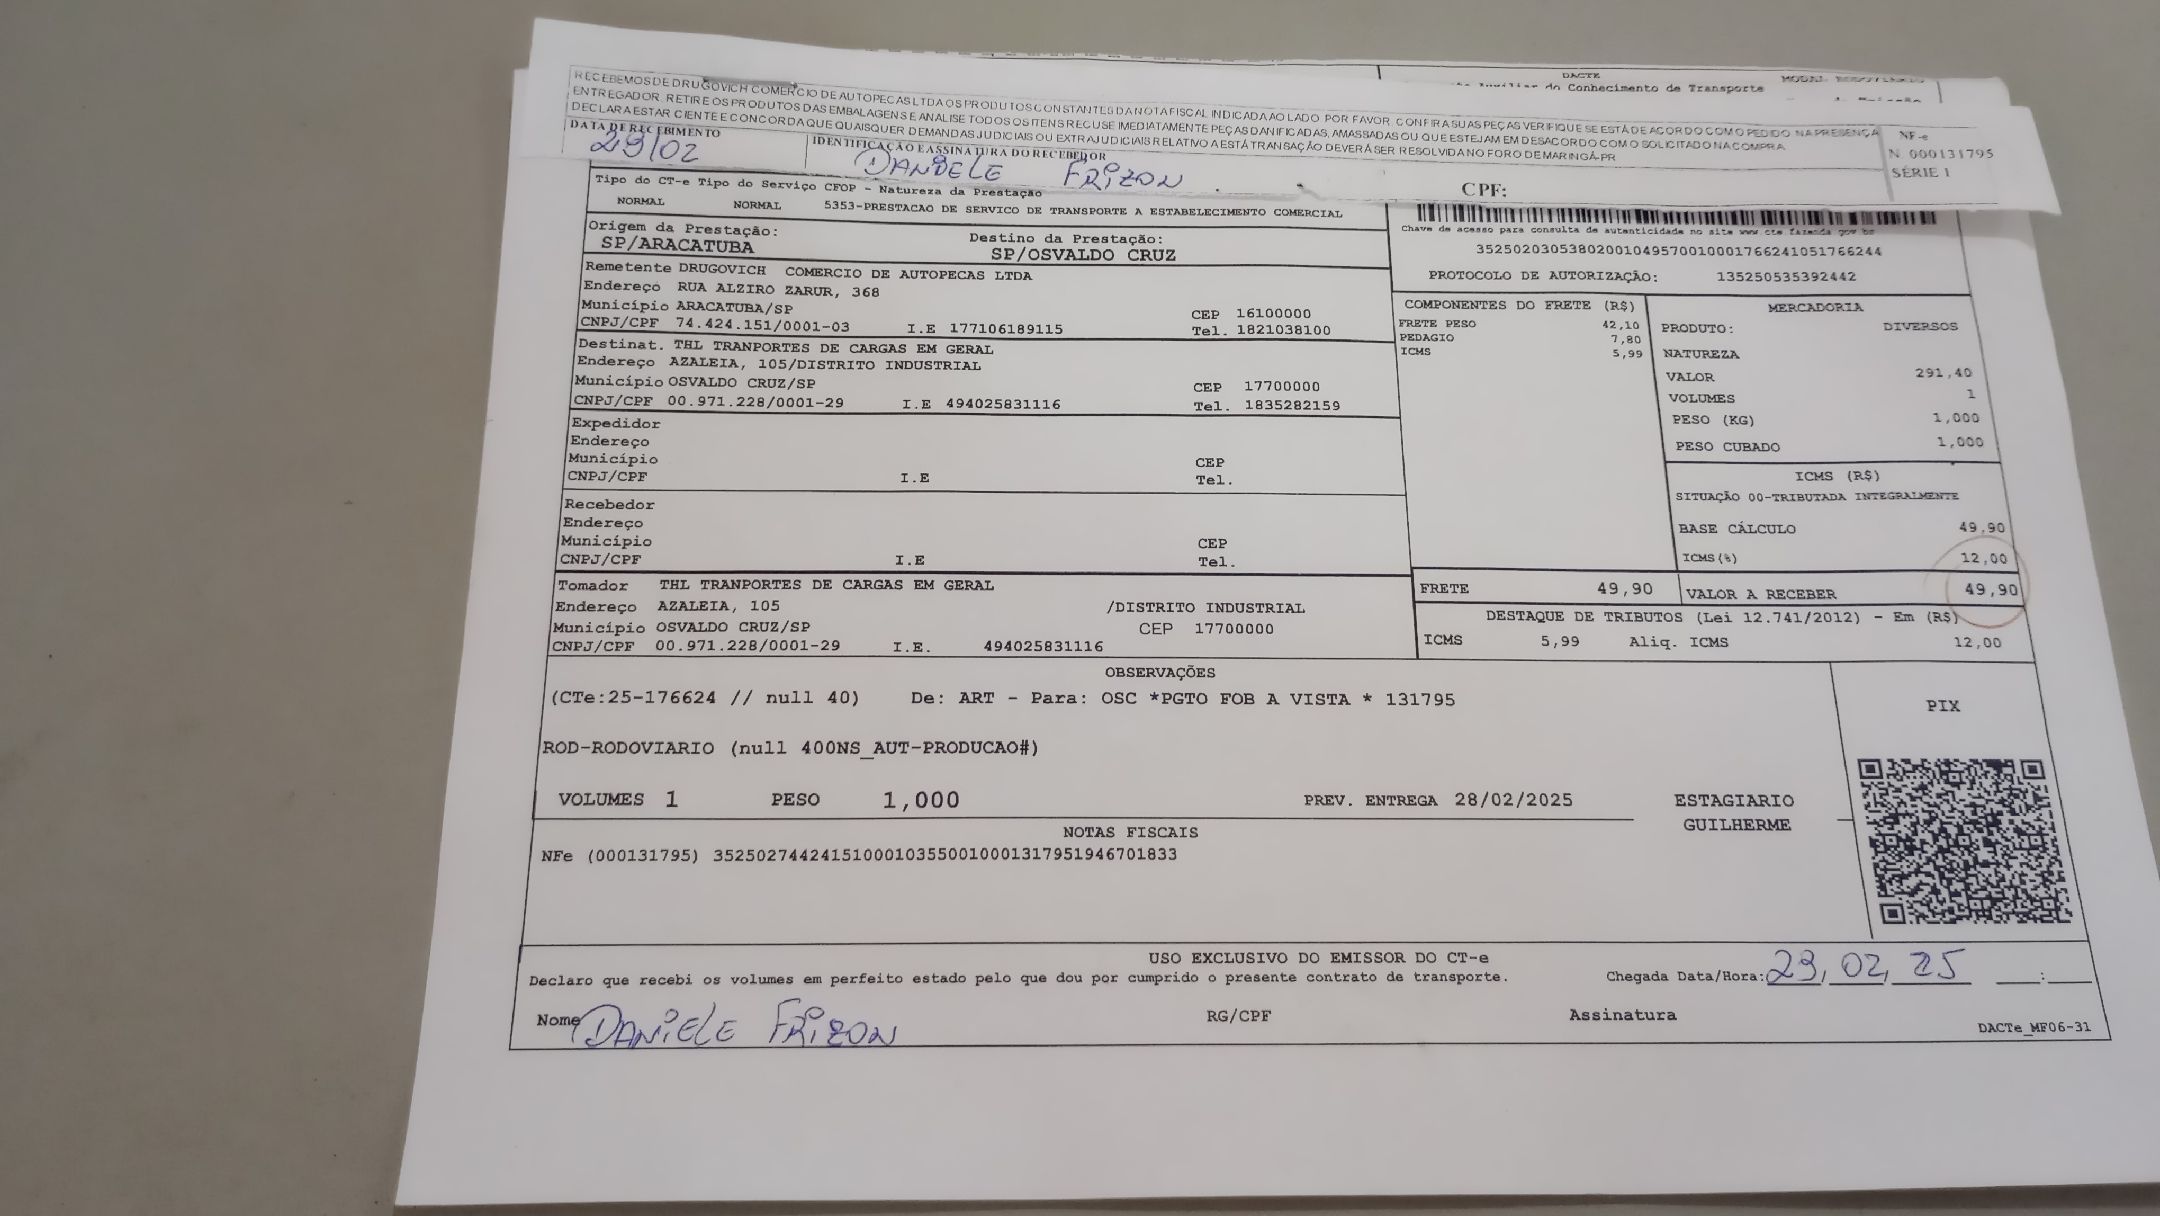 RECEBEMOS DE DRUGOVICH COMERCIO DE AUTOPECAS LTDA OS PRODUTOS CONSTANTES DA NOTA FISCAL INDICADA AO LADO. POR FAVOR, CONFIRA SUAS PEÇAS VERIFIQUE SE ESTÁ DE ACORDO COM O PEDIDO. NA PRESENÇA
ENTREGADOR, RETIRE OS PRODUTOS DAS EMBALAGENS E ANALISE TODOS OS ITENS RECUSE IMEDIATAMENTE PEÇAS DANIFICADAS, AMASSADAS OU QUE ESTEJAM EM DESACORDO COM O SOLICITADO NA COMPRA.
DECLARA ESTAR CIENTE E CONCORDA QUE QUAISQUER DEMANDAS JUDICIAIS OU EXTRAJUDICIAIS RELATIVO A ESTÁ TRANSAÇÃO DEVERÁ SER RESOLVIDA NO FORO DE MARINGÁ-PR
DACTE
do Conhecimento de Transporte
NF-e
N. 000131795
SÉRIE 1
DATA DE RECEBIMENTO
29/02
IDENTIFICAÇÃO E ASSINATURA DO RECEBEDOR
DANIELE FRIZON
CPF:
Tipo do CT-e Tipo do Serviço CFOP - Natureza da Prestação
NORMAL NORMAL 5353-PRESTACAO DE SERVICO DE TRANSPORTE A ESTABELECIMENTO COMERCIAL
Chave de acesso para consulta de autenticidade no site www cte fazenda gov br
35250203053802001049570010001766241051766244
PROTOCOLO DE AUTORIZAÇÃO: 135250535392442
Origem da Prestação:
SP/ARACATUBA
Destino da Prestação:
SP/OSVALDO CRUZ
Remetente DRUGOVICH COMERCIO DE AUTOPECAS LTDA
Endereço RUA ALZIRO ZARUR, 368
Município ARACATUBA/SP CEP 16100000
CNPJ/CPF 74.424.151/0001-03 I.E 177106189115 Tel. 1821038100
Destinat. THL TRANPORTES DE CARGAS EM GERAL
Endereço AZALEIA, 105/DISTRITO INDUSTRIAL
Município OSVALDO CRUZ/SP CEP 17700000
CNPJ/CPF 00.971.228/0001-29 I.E 494025831116 Tel. 1835282159
Expedidor
Endereço
Município CEP
CNPJ/CPF I.E Tel.
Recebedor
Endereço
Município CEP
CNPJ/CPF I.E Tel.
Tomador THL TRANPORTES DE CARGAS EM GERAL
Endereço AZALEIA, 105 /DISTRITO INDUSTRIAL
Município OSVALDO CRUZ/SP CEP 17700000
CNPJ/CPF 00.971.228/0001-29 I.E. 494025831116
COMPONENTES DO FRETE (R$)
FRETE PESO 42,10
PEDAGIO 7,80
ICMS 5,99
MERCADORIA
PRODUTO: DIVERSOS
NATUREZA
VALOR 291,40
VOLUMES 1
PESO (KG) 1,000
PESO CUBADO 1,000
ICMS (R$)
SITUAÇÃO 00-TRIBUTADA INTEGRALMENTE
BASE CÁLCULO 49,90
ICMS(%) 12,00
FRETE 49,90 VALOR A RECEBER 49,90
DESTAQUE DE TRIBUTOS (Lei 12.741/2012) - Em (R$)
ICMS 5,99 Aliq. ICMS 12,00
OBSERVAÇÕES
(CTe:25-176624 // null 40) De: ART - Para: OSC *PGTO FOB A VISTA * 131795
ROD-RODOVIARIO (null 400NS_AUT-PRODUCAO#)
PIX
VOLUMES 1 PESO 1,000 PREV. ENTREGA 28/02/2025
ESTAGIARIO
GUILHERME
NOTAS FISCAIS
NFe (000131795) 35250274424151000103550010001317951946701833
USO EXCLUSIVO DO EMISSOR DO CT-e
Declaro que recebi os volumes em perfeito estado pelo que dou por cumprido o presente contrato de transporte.
Chegada Data/Hora: 29, 02, 25 :
Nome DANIELE FRIZON RG/CPF Assinatura
DACTe_MF06-31